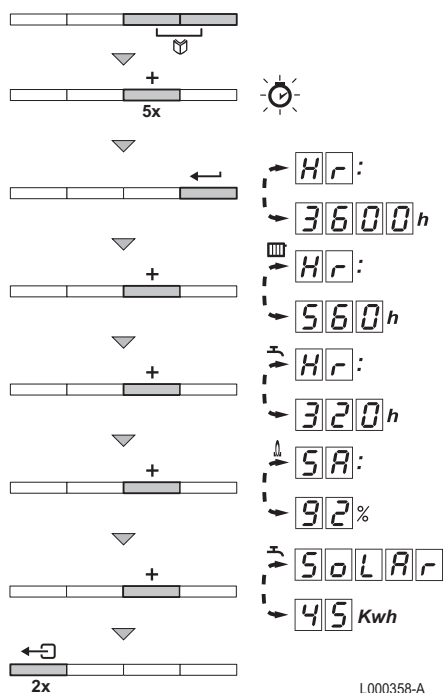 +
5x
Hr:
3600h
+
Hr:
560h
+
Hr:
320h
+
SA:
92%
+
SoLAr
45 Kwh
2x
L000358-A